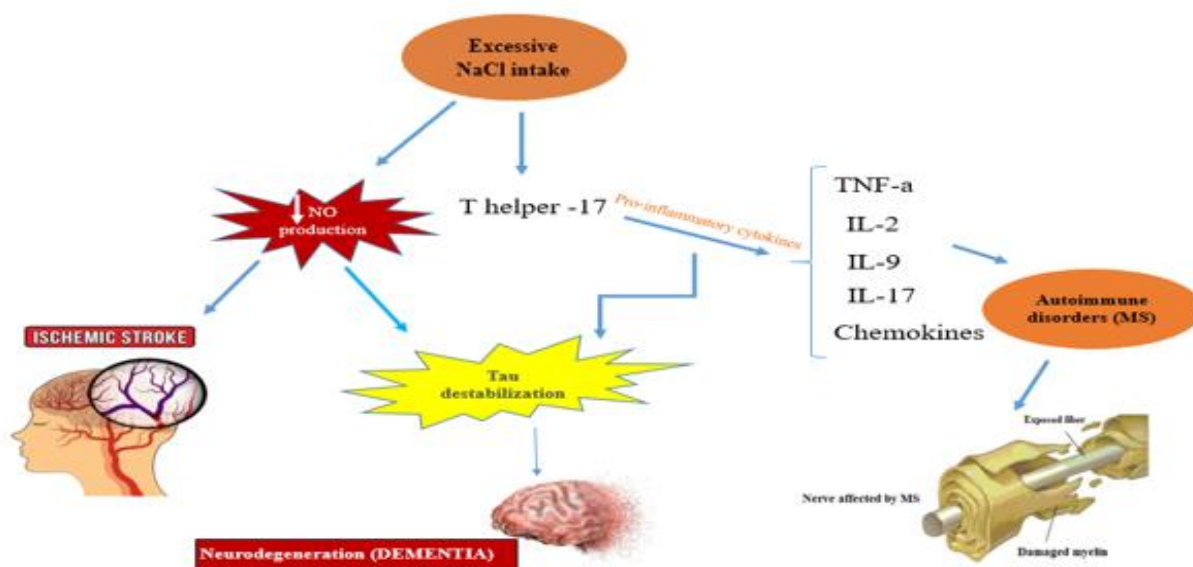 Excessive
NaCl intake
NO
production
T helper -17
Pro-inflammatory cytokines
TNF-a
IL-2
IL-9
IL-17
Chemokines
Autoimmune
disorders (MS)
ISCHEMIC STROKE
Tau
destabilization
Exposed fiber
Nerve affected by MS
Damaged myelin
Neurodegeneration (DEMENTIA)